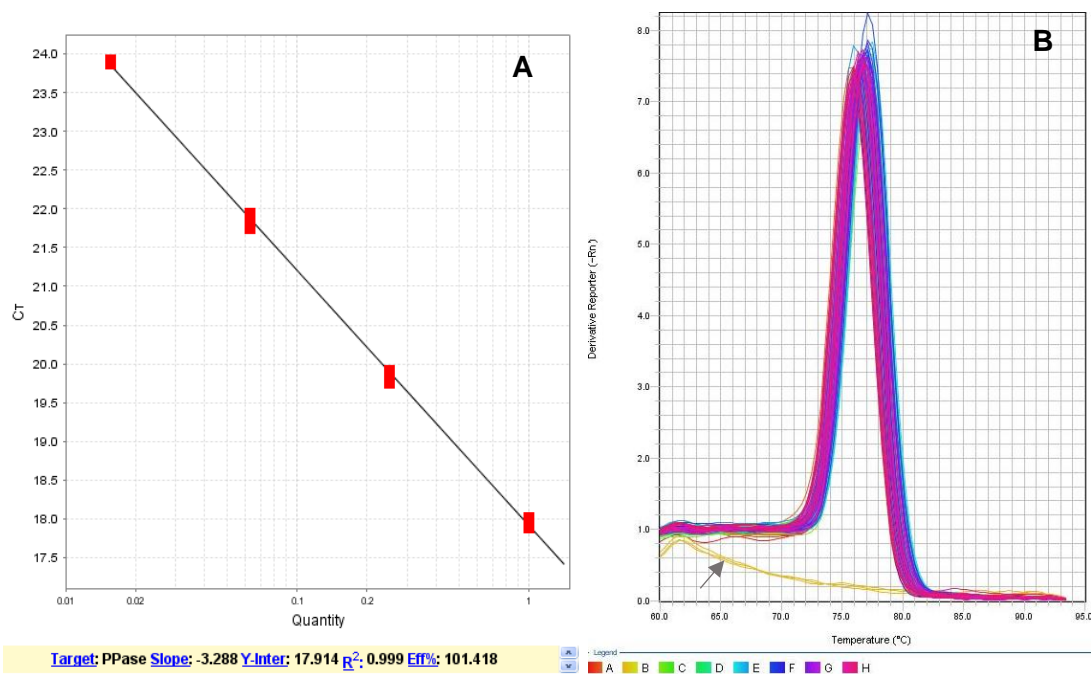 A
24.0
23.5
23.0
22.5
22.0
21.5
21.0
20.5
20.0
19.5
19.0
18.5
18.0
17.5
CT
0.01 0.02 0.1 0.2 1
Quantity
Target: PPase Slope: -3.288 Y-Inter: 17.914 R2: 0.999 Eff%: 101.418
B
8.0
7.0
6.0
5.0
4.0
3.0
2.0
1.0
0.0
Derivative Reporter (-Rn')
60.0 65.0 70.0 75.0 80.0 85.0 90.0 95.0
Temperature (°C)
Legend
A B C D E F G H